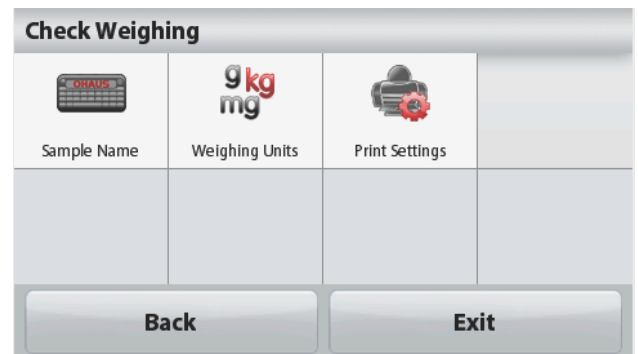 Check Weighing
OHAUS
g kg
mg
Sample Name
Weighing Units
Print Settings
Back
Exit